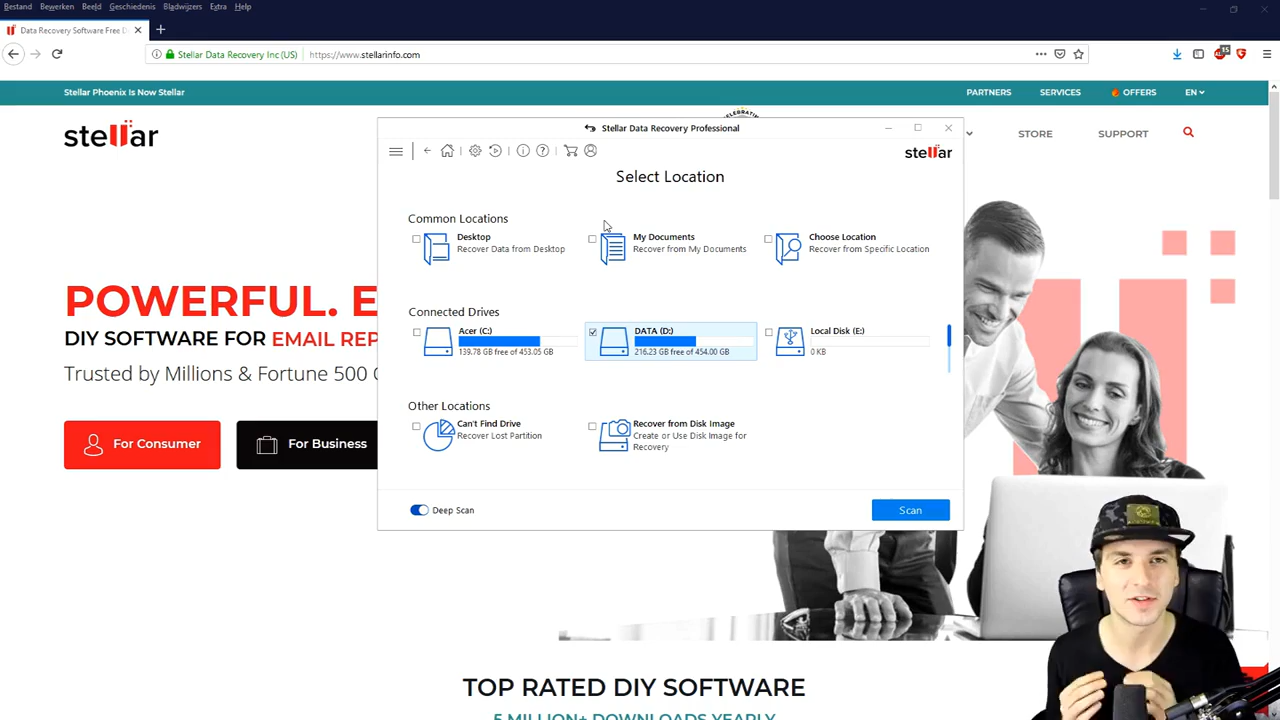 Bestand Bewerken Beeld Geschiedenis Bladwijzers Extra Help
Data Recovery Software Free D
Stellar Data Recovery Inc (US) https://www.stellarinfo.com
Stellar Phoenix Is Now Stellar
PARTNERS SERVICES OFFERS EN
stellar
STORE SUPPORT
Stellar Data Recovery Professional
stellar
Select Location
Common Locations
Desktop
Recover Data from Desktop
My Documents
Recover from My Documents
Choose Location
Recover from Specific Location
Connected Drives
Acer (C:)
139.78 GB free of 453.05 GB
DATA (D:)
216.23 GB free of 454.00 GB
Local Disk (E:)
0 KB
Other Locations
Can't Find Drive
Recover Lost Partition
Recover from Disk Image
Create or Use Disk Image for
Recovery
Deep Scan
Scan
POWERFUL. E
DIY SOFTWARE FOR EMAIL REP
Trusted by Millions & Fortune 500 C
For Consumer
For Business
TOP RATED DIY SOFTWARE
5 MILLION+ DOWNLOADS YEARLY